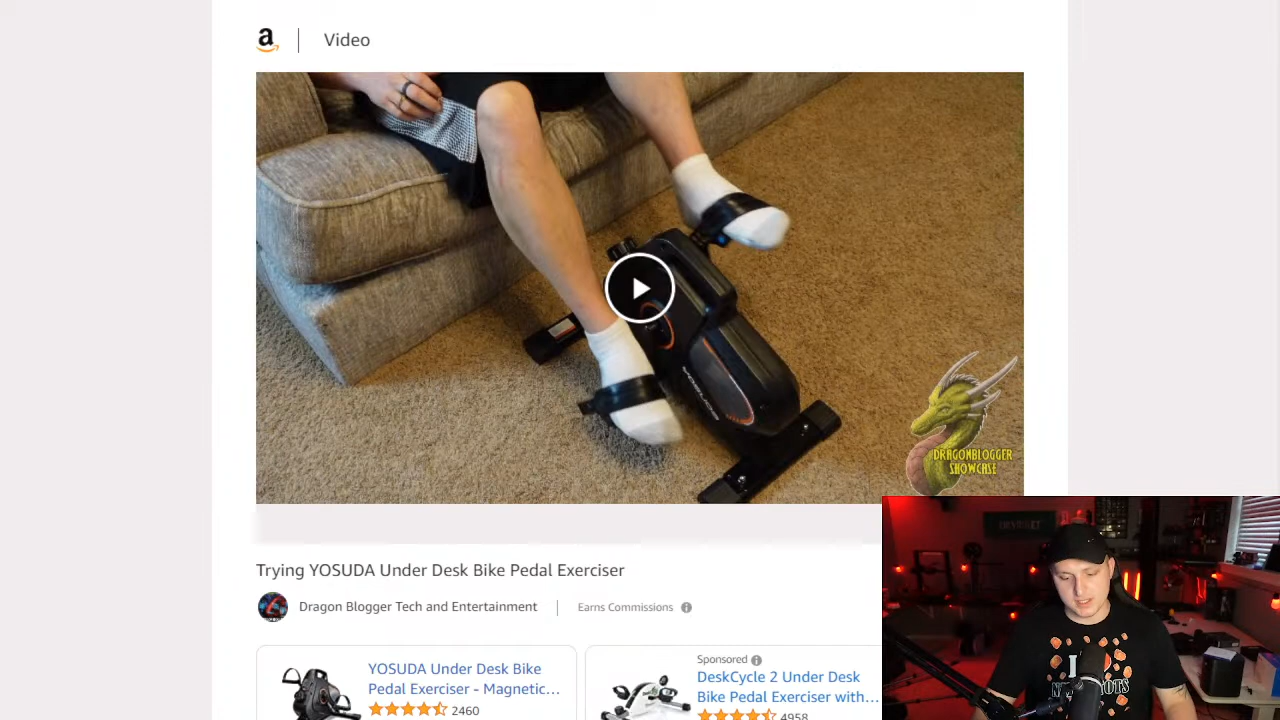 a
Video
YOSUDA
DRAGONBLOGGER
SHOWCASE
Trying YOSUDA Under Desk Bike Pedal Exerciser
Dragon Blogger Tech and Entertainment
Earns Commissions
YOSUDA Under Desk Bike
Pedal Exerciser - Magnetic…
2460
Sponsored
DeskCycle 2 Under Desk
Bike Pedal Exerciser with…
4958
I